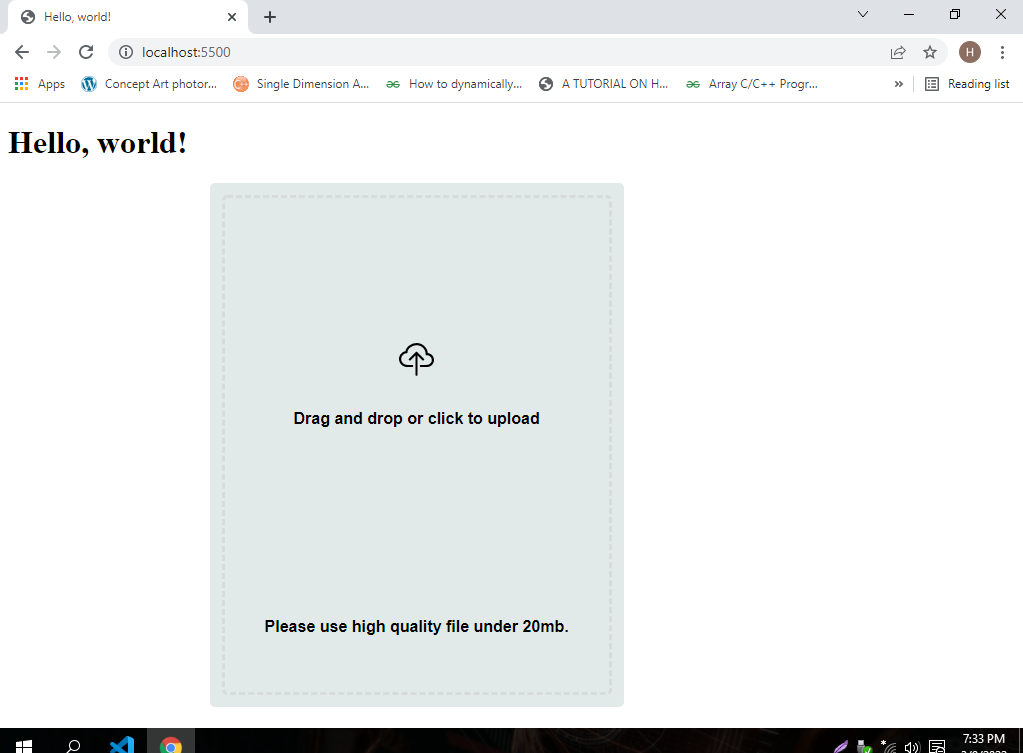 Hello, world!
localhost:5500
H
Apps
Concept Art photor...
Single Dimension A...
How to dynamically...
A TUTORIAL ON H...
Array C/C++ Progr...
Reading list
Hello, world!
Drag and drop or click to upload
Please use high quality file under 20mb.
7:33 PM